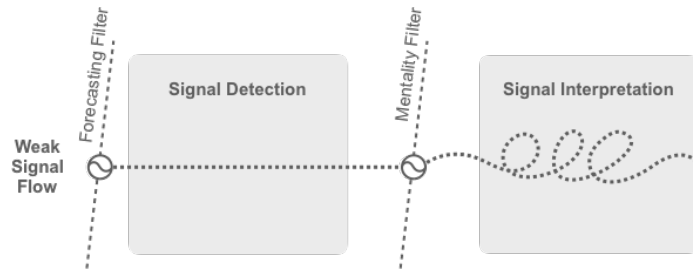 Forecasting Filter
Signal Detection
Mentality Filter
Signal Interpretation
Weak
Signal
Flow